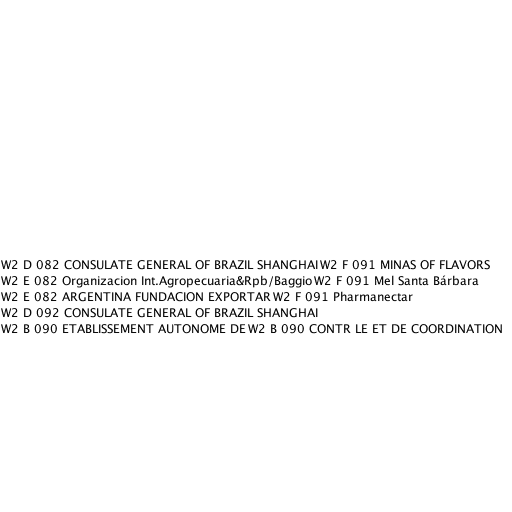 W2 D 082 CONSULATE GENERAL OF BRAZIL SHANGHAIW2 F 091 MINAS OF FLAVORS
W2 E 082 Organizacion Int.Agropecuaria&Rpb/BaggioW2 F 091 Mel Santa Bárbara
W2 E 082 ARGENTINA FUNDACION EXPORTARW2 F 091 Pharmanectar
W2 D 092 CONSULATE GENERAL OF BRAZIL SHANGHAI
W2 B 090 ETABLISSEMENT AUTONOME DEW2 B 090 CONTR LE ET DE COORDINATION